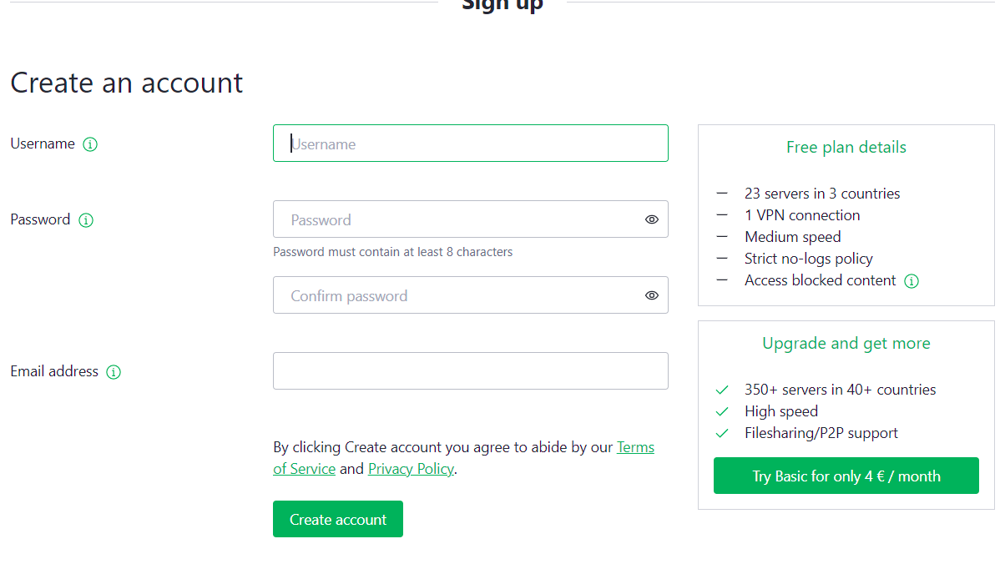 Sign up
Create an account
Username
Username
Password
Password
Password must contain at least 8 characters
Confirm password
Email address
By clicking Create account you agree to abide by our Terms
of Service and Privacy Policy.
Create account
Free plan details
— 23 servers in 3 countries
— 1 VPN connection
— Medium speed
— Strict no-logs policy
— Access blocked content
Upgrade and get more
✓ 350+ servers in 40+ countries
✓ High speed
✓ Filesharing/P2P support
Try Basic for only 4 € / month